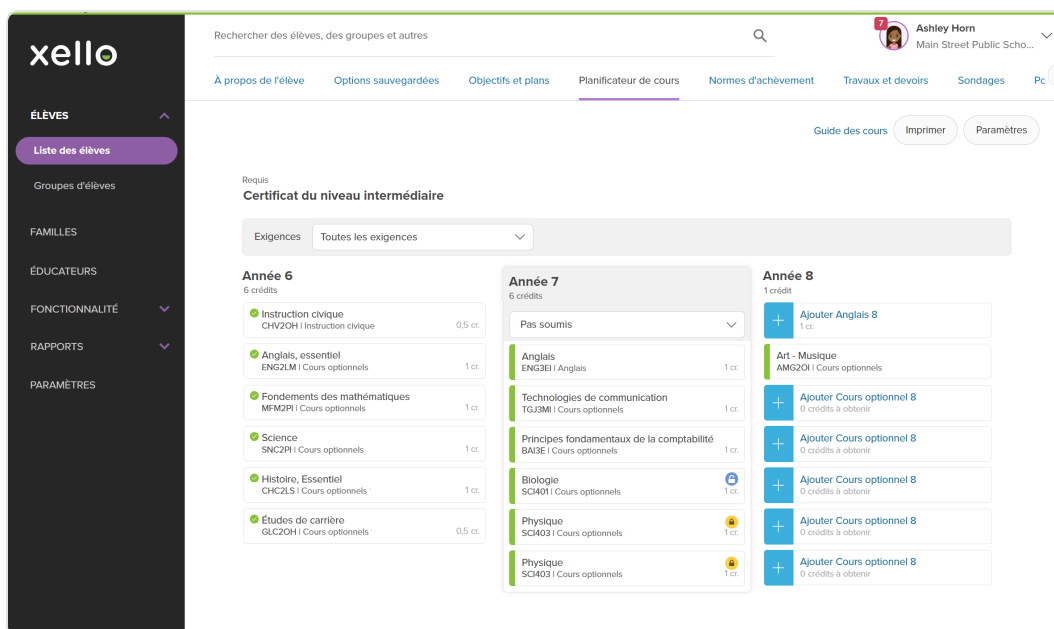 xello
Rechercher des élèves, des groupes et autres
7
Ashley Horn
Main Street Public Scho...
À propos de l'élève
Options sauvegardées
Objectifs et plans
Planificateur de cours
Normes d'achèvement
Travaux et devoirs
Sondages
Po
ÉLÈVES
Liste des élèves
Groupes d'élèves
FAMILLES
ÉDUCATEURS
FONCTIONNALITÉ
RAPPORTS
PARAMÈTRES
Guide des cours
Imprimer
Paramètres
Requis
Certificat du niveau intermédiaire
Exigences
Toutes les exigences
Année 6
6 crédits
Instruction civique
CHV2OH | Instruction civique 0,5 cr.
Anglais, essentiel
ENG2LM | Cours optionnels 1 cr.
Fondements des mathématiques
MFM2PI | Cours optionnels 1 cr.
Science
SNC2PI | Cours optionnels 1 cr.
Histoire, Essentiel
CHC2LS | Cours optionnels 1 cr.
Études de carrière
GLC2OH | Cours optionnels 0,5 cr.
Année 7
6 crédits
Pas soumis
Anglais
ENG3EI | Anglais 1 cr.
Technologies de communication
TGJ3MI | Cours optionnels 1 cr.
Principes fondamentaux de la comptabilité
BAI3E | Cours optionnels 1 cr.
Biologie
SCI401 | Cours optionnels 1 cr.
Physique
SCI403 | Cours optionnels 1 cr.
Physique
SCI403 | Cours optionnels 1 cr.
Année 8
1 crédit
Ajouter Anglais 8
1 cr.
Art - Musique
AMG2OI | Cours optionnels
Ajouter Cours optionnel 8
0 crédits à obtenir
Ajouter Cours optionnel 8
0 crédits à obtenir
Ajouter Cours optionnel 8
0 crédits à obtenir
Ajouter Cours optionnel 8
0 crédits à obtenir
Ajouter Cours optionnel 8
0 crédits à obtenir